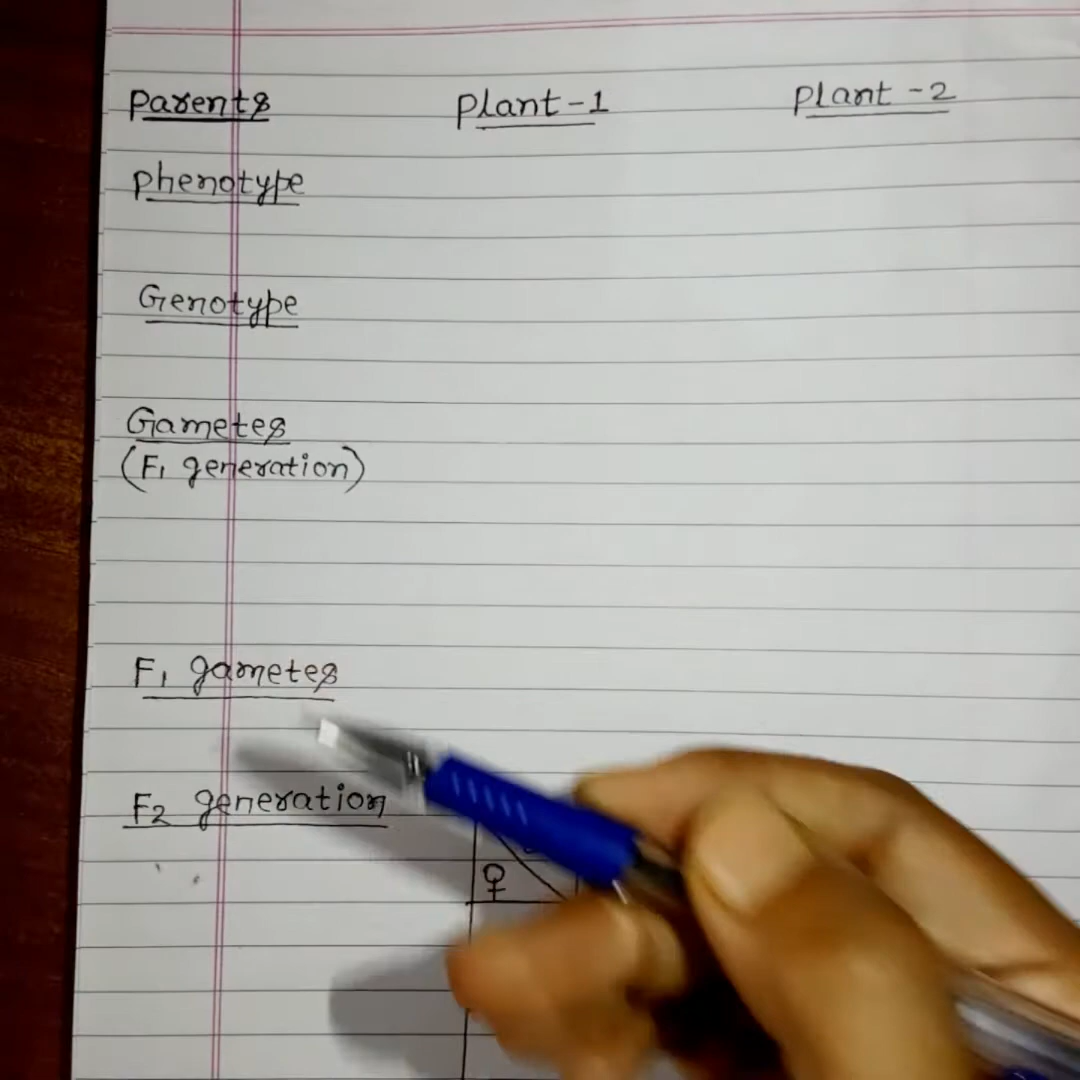 Parents Plant-1 Plant-2
Phenotype
Genotype
Gametes
(F1 generation)
F1 gametes
F2 generation
♀